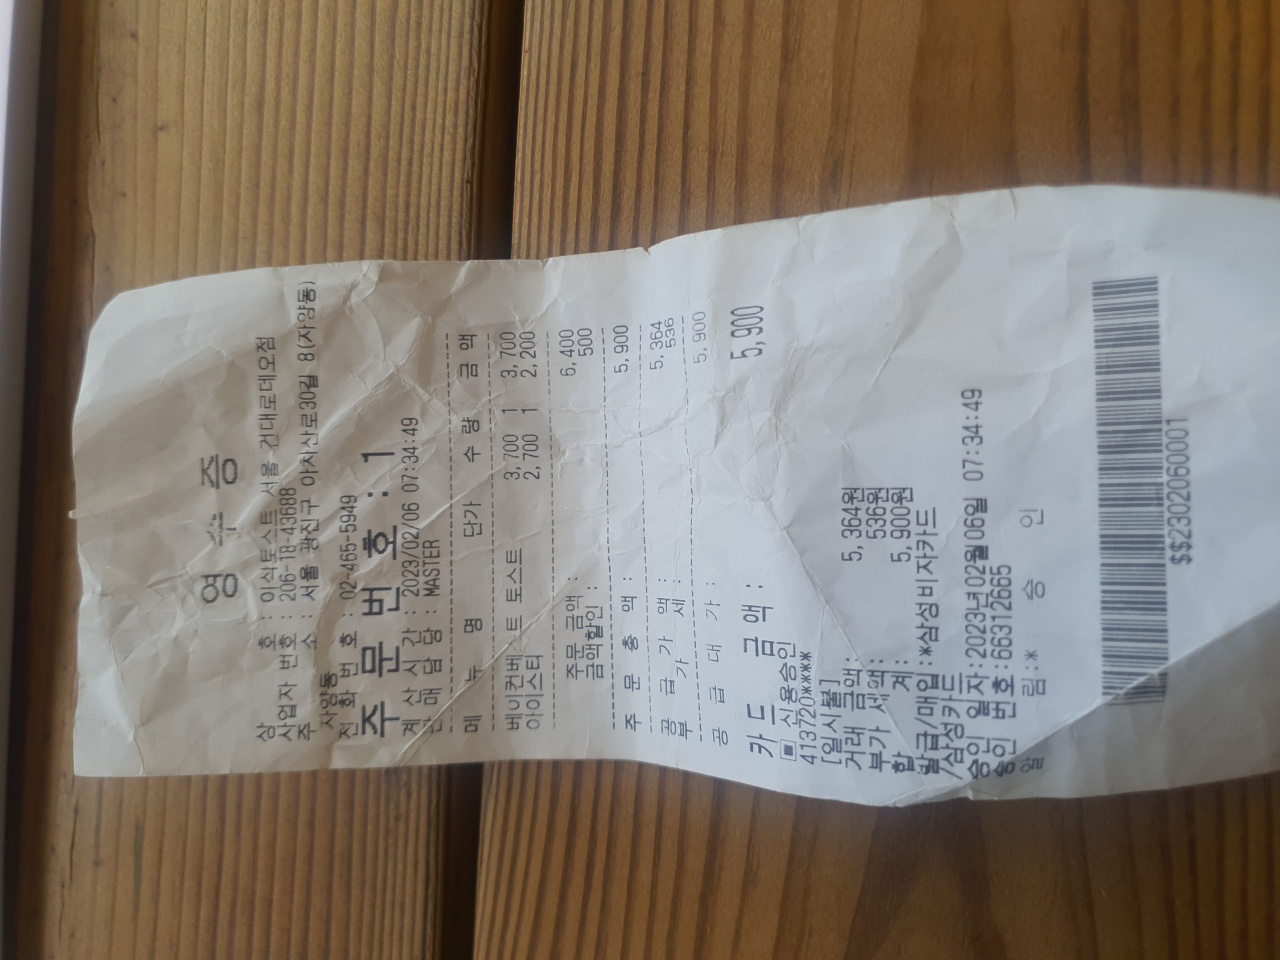 영 수 증
상 호 : 이삭토스트 서울 건대로데오점
사업자 번호 : 206-18-43688
주 소 : 서울 광진구 아차산로30길 8(자양동)
자양동
전 화 번 호 : 02-465-5949
주 문 번 호 : 1
계 산 시 간 : 2023/02/06 07:34:49
판 매 담 당 : MASTER
메 뉴 명 단가 수 량 금 액
베이컨베스트 토스트 3,700 1 3,700
아이스티 2,700 1 2,200
주문 금액 : 6,400
금액할인 : 500
주 문 총 액 : 5,900
공 급 가 액 : 5,364
부 가 세 : 536
공 급 대 가 : 5,900
카 드 금 액 : 5,900
▣ 신용승인
413720****
[일시불]
거래 금액: 5,364원
부가 세액: 536원
합 계: 5,900원
발급/매입:*삼성비자카드
/삼성카드
승인 일자:2023년02월06일 07:34:49
승인 번호:66312665
알 림:* 승 인
$$2302060001